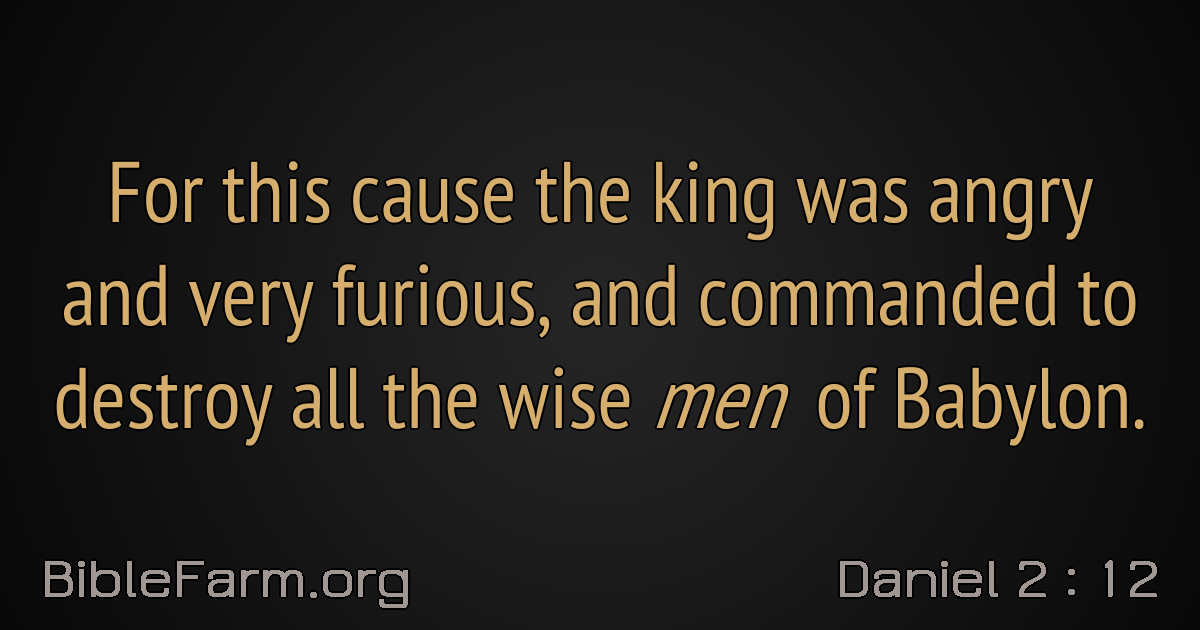 For this cause the king was angry
and very furious, and commanded to
destroy all the wise men of Babylon.
BibleFarm.org
Daniel 2 : 12